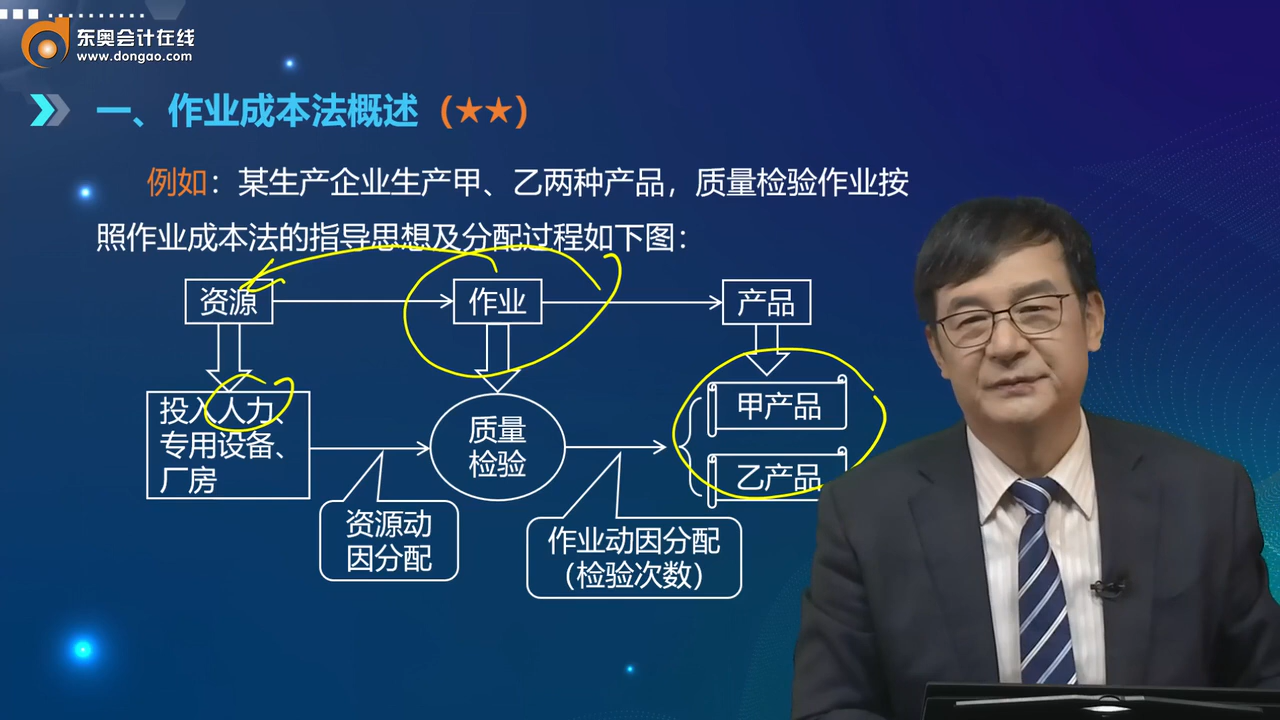 东奥会计在线
www.dongao.com
一、作业成本法概述（★★）
例如：某生产企业生产甲、乙两种产品，质量检验作业按
照作业成本法的指导思想及分配过程如下图：
资源
作业
产品
投入人力、
专用设备、
厂房
质量
检验
甲产品
乙产品
资源动
因分配
作业动因分配
（检验次数）